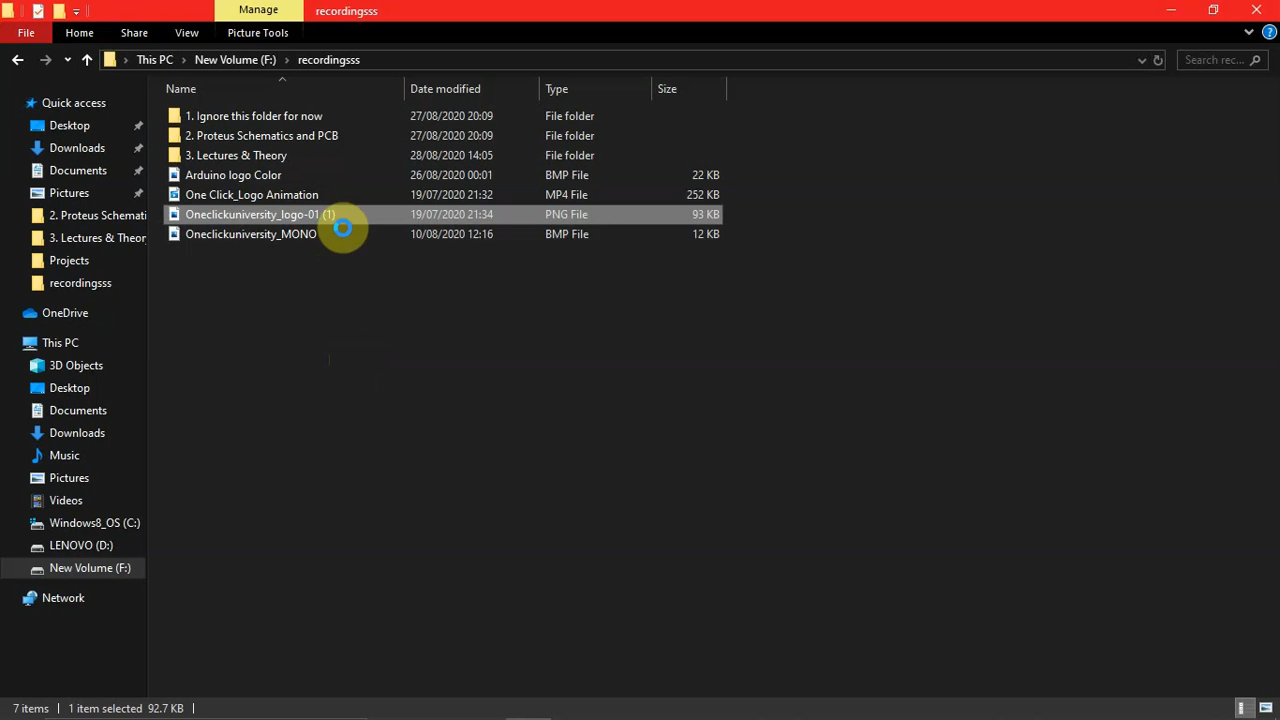 Manage
recordingsss
File
Home
Share
View
Picture Tools
This PC
New Volume (F:)
recordingsss
Search rec...
Name
Date modified
Type
Size
Quick access
Desktop
Downloads
Documents
Pictures
2. Proteus Schemati
3. Lectures & Theory
Projects
recordingsss
OneDrive
This PC
3D Objects
Desktop
Documents
Downloads
Music
Pictures
Videos
Windows8_OS (C:)
LENOVO (D:)
New Volume (F:)
Network
1. Ignore this folder for now 27/08/2020 20:09 File folder
2. Proteus Schematics and PCB 27/08/2020 20:09 File folder
3. Lectures & Theory 28/08/2020 14:05 File folder
Arduino logo Color 26/08/2020 00:01 BMP File 22 KB
One Click_Logo Animation 19/07/2020 21:32 MP4 File 252 KB
Oneclickuniversity_logo-01 (1) 19/07/2020 21:34 PNG File 93 KB
Oneclickuniversity_MONO 10/08/2020 12:16 BMP File 12 KB
7 items
1 item selected 92.7 KB